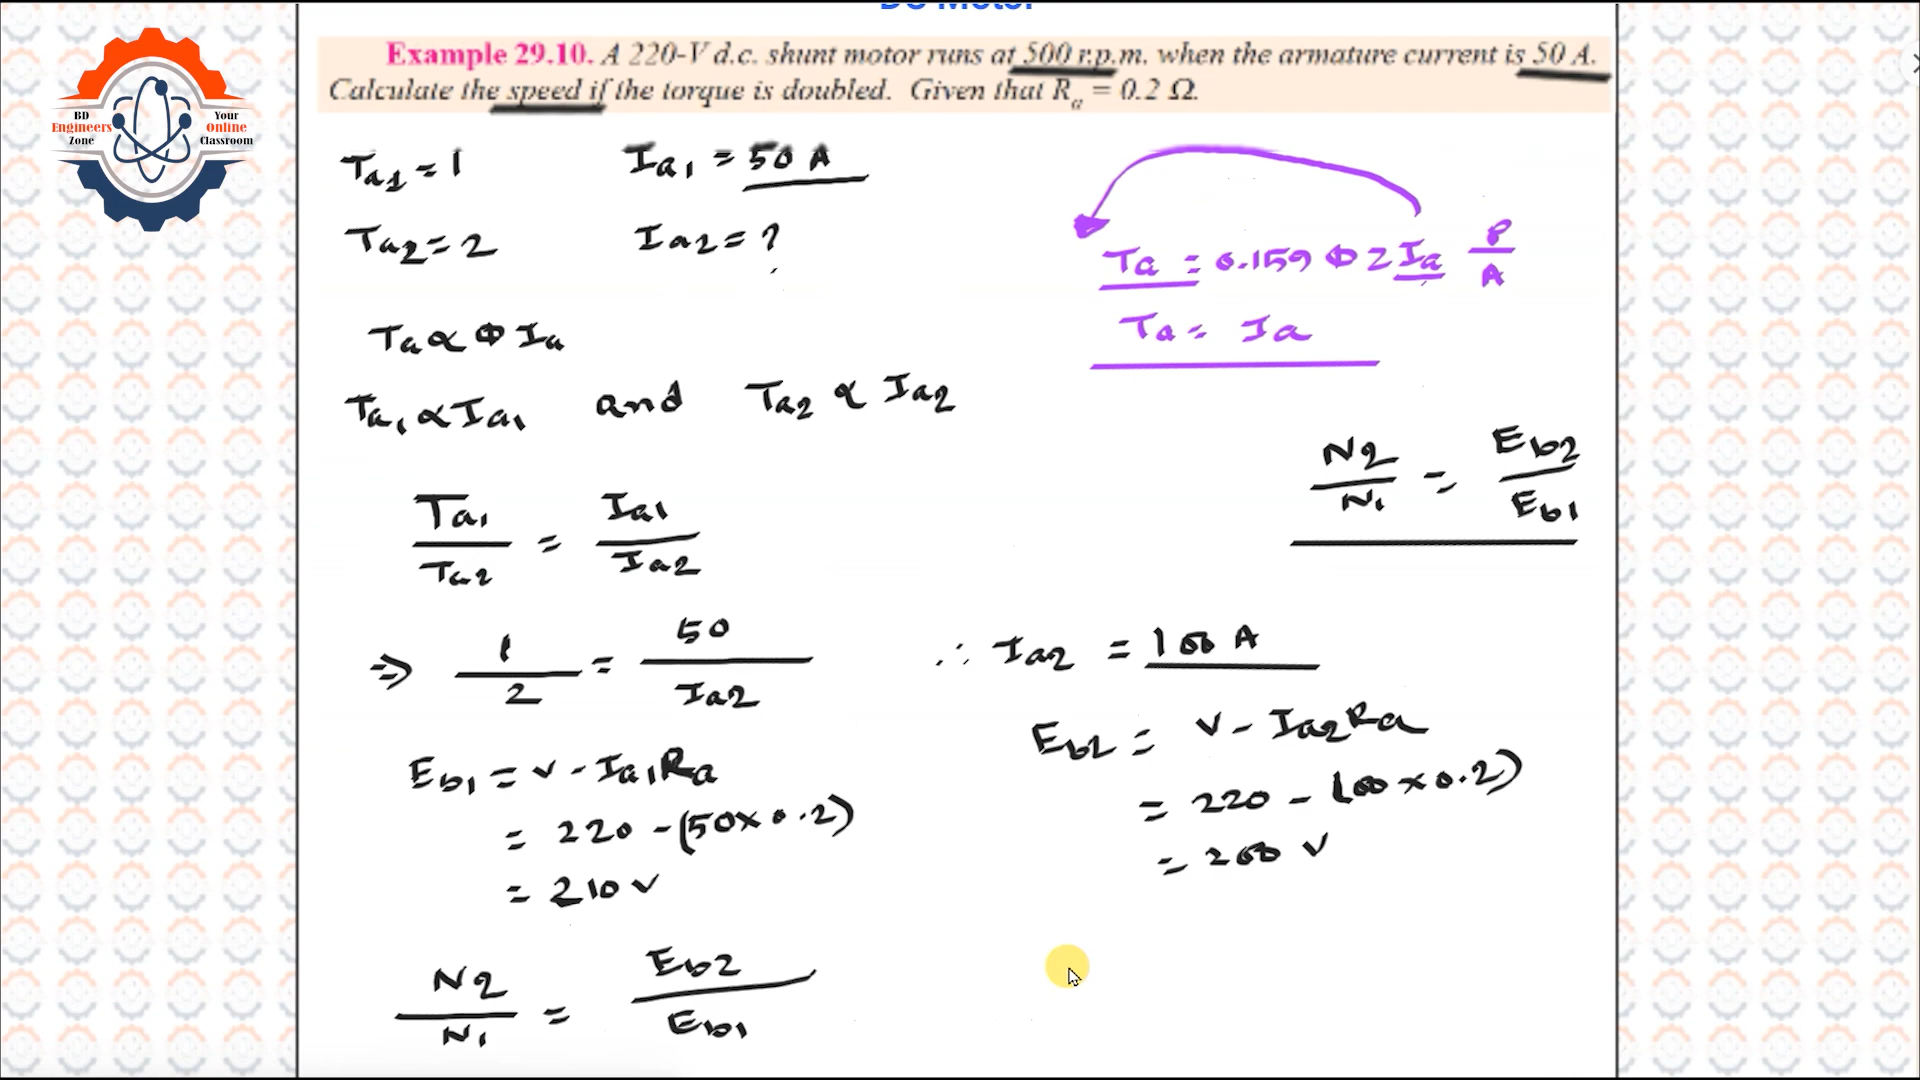 DC Motor
BD
Engineers
Zone
Your
Online
Classroom
Example 29.10. A 220-V d.c. shunt motor runs at 500 r.p.m. when the armature current is 50 A.
Calculate the speed if the torque is doubled. Given that Ra = 0.2 Ω.
Ta1 = 1
Ia1 = 50 A
Ta2 = 2
Ia2 = ?
Ta = 0.159 Φ Z Ia P/A
Ta = Ia
Ta ∝ Φ Ia
Ta1 ∝ Ia1 and Ta2 ∝ Ia2
N2/N1 = Eb2/Eb1
Ta1/Ta2 = Ia1/Ia2
⇒ 1/2 = 50/Ia2
∴ Ia2 = 100 A
Eb1 = V - Ia1Ra
= 220 - (50×0.2)
= 210 V
Eb2 = V - Ia2Ra
= 220 - (100×0.2)
= 200 V
N2/N1 = Eb2/Eb1